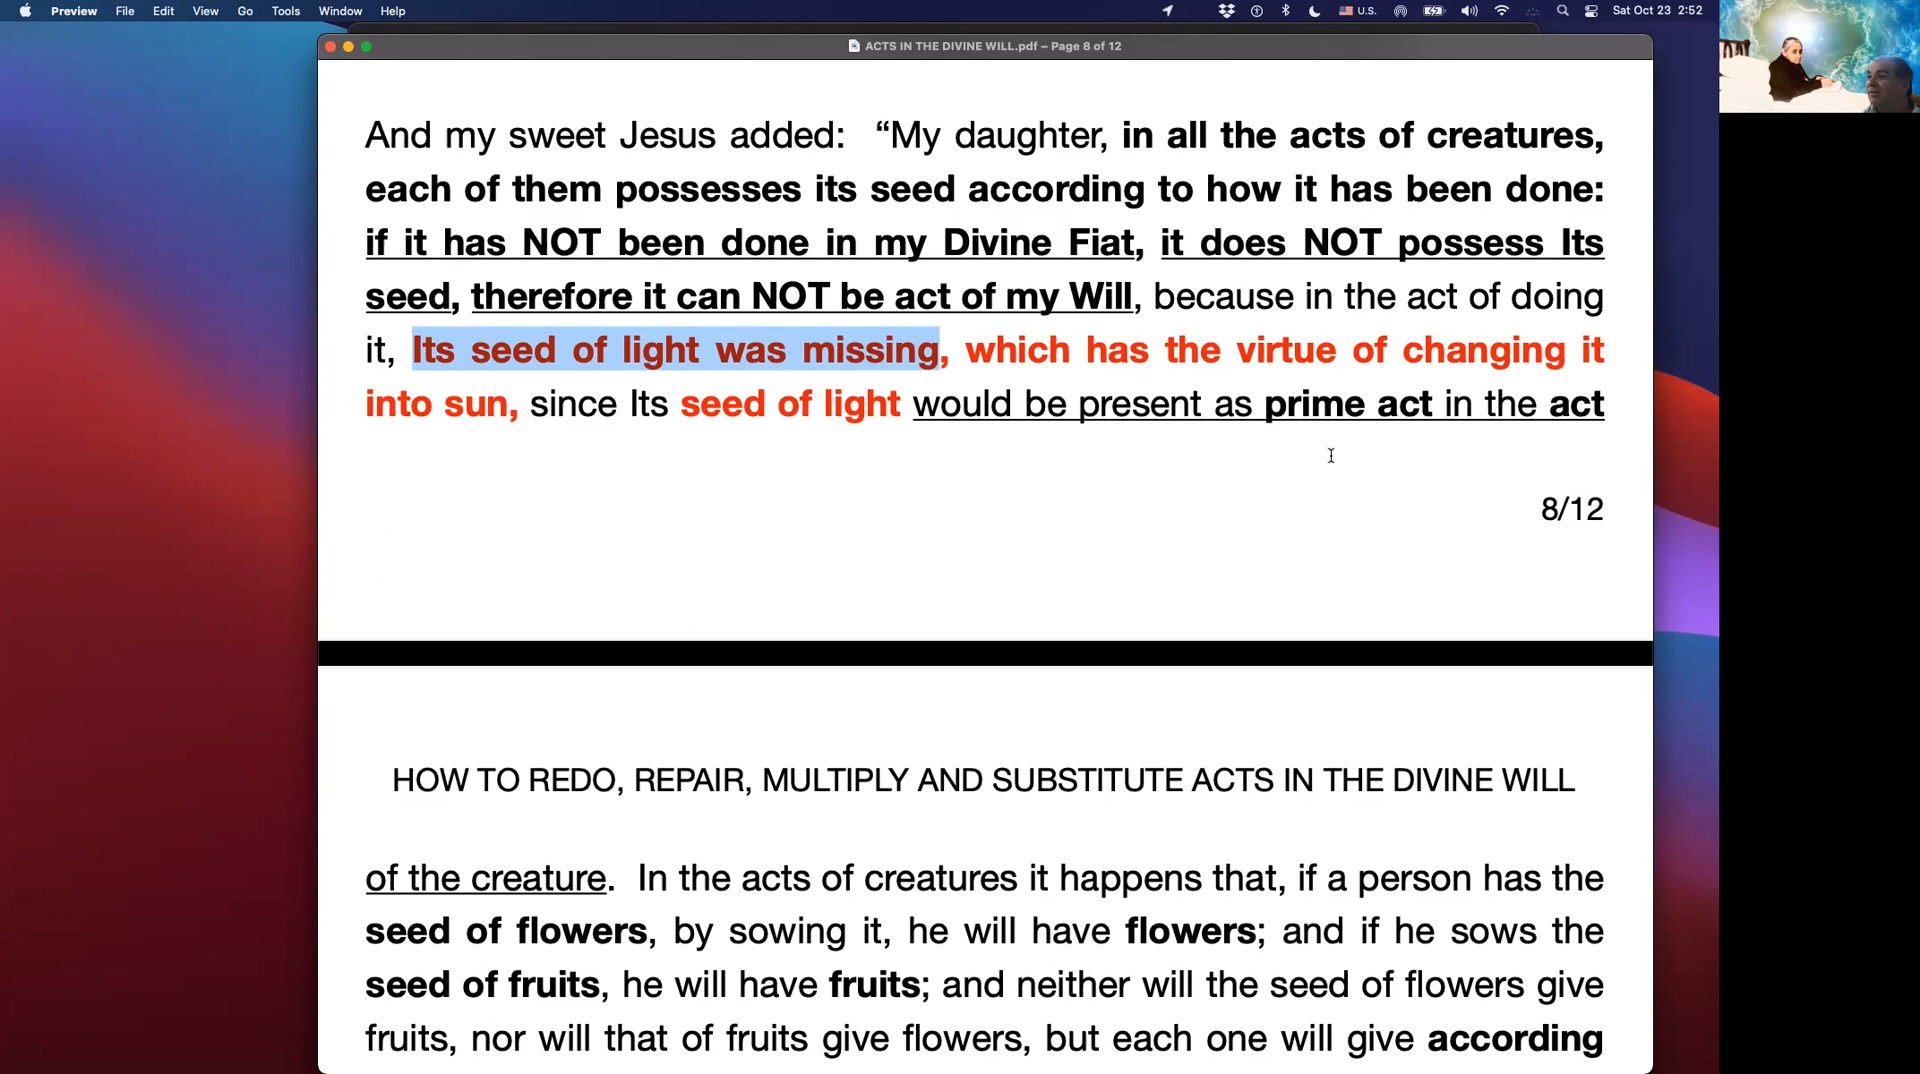 Preview File Edit View Go Tools Window Help U.S. Sat Oct 23 2:52
ACTS IN THE DIVINE WILL.pdf – Page 8 of 12
And my sweet Jesus added: “My daughter, in all the acts of creatures,
each of them possesses its seed according to how it has been done:
if it has NOT been done in my Divine Fiat, it does NOT possess Its
seed, therefore it can NOT be act of my Will, because in the act of doing
it, Its seed of light was missing, which has the virtue of changing it
into sun, since Its seed of light would be present as prime act in the act
8/12
HOW TO REDO, REPAIR, MULTIPLY AND SUBSTITUTE ACTS IN THE DIVINE WILL
of the creature. In the acts of creatures it happens that, if a person has the
seed of flowers, by sowing it, he will have flowers; and if he sows the
seed of fruits, he will have fruits; and neither will the seed of flowers give
fruits, nor will that of fruits give flowers, but each one will give according